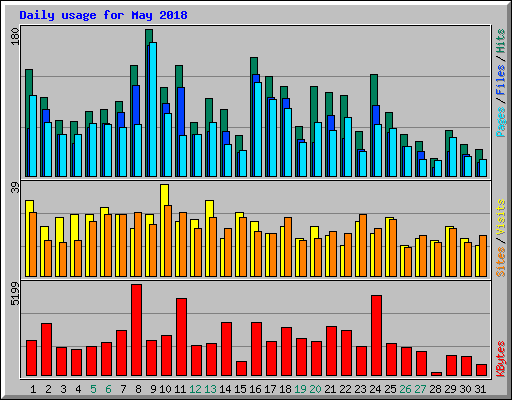 Daily usage for May 2018
180
Pages / Files / Hits
39
Sites / Visits
5199
KBytes
1 2 3 4 5 6 7 8 9 10 11 12 13 14 15 16 17 18 19 20 21 22 23 24 25 26 27 28 29 30 31